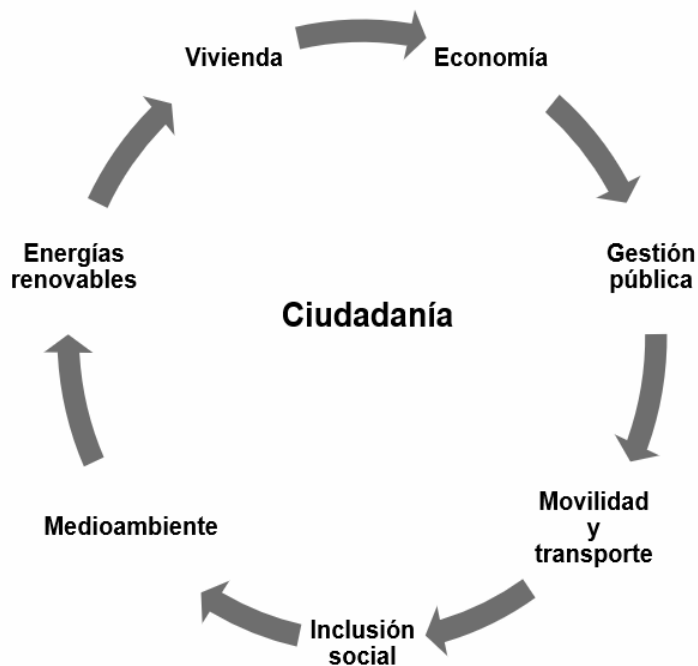 Vivienda
Economía
Gestión
pública
Movilidad
y
transporte
Inclusión
social
Medioambiente
Energías
renovables
Ciudadanía